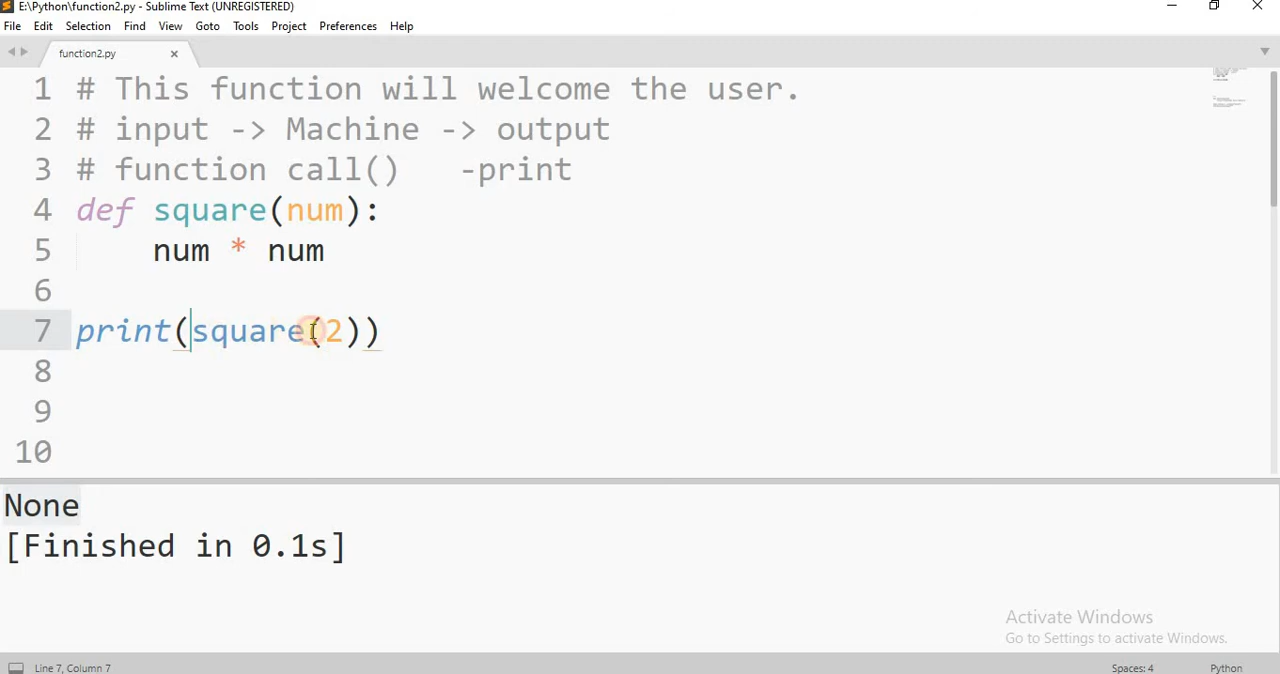 E:\Python\function2.py - Sublime Text (UNREGISTERED)
File Edit Selection Find View Goto Tools Project Preferences Help
function2.py
1 # This function will welcome the user.
2 # input -> Machine -> output
3 # function call()   -print
4 def square(num):
5     num * num
6
7 print(square(2))
8
9
10
None
[Finished in 0.1s]
Activate Windows
Go to Settings to activate Windows.
Line 7, Column 7 Spaces: 4 Python